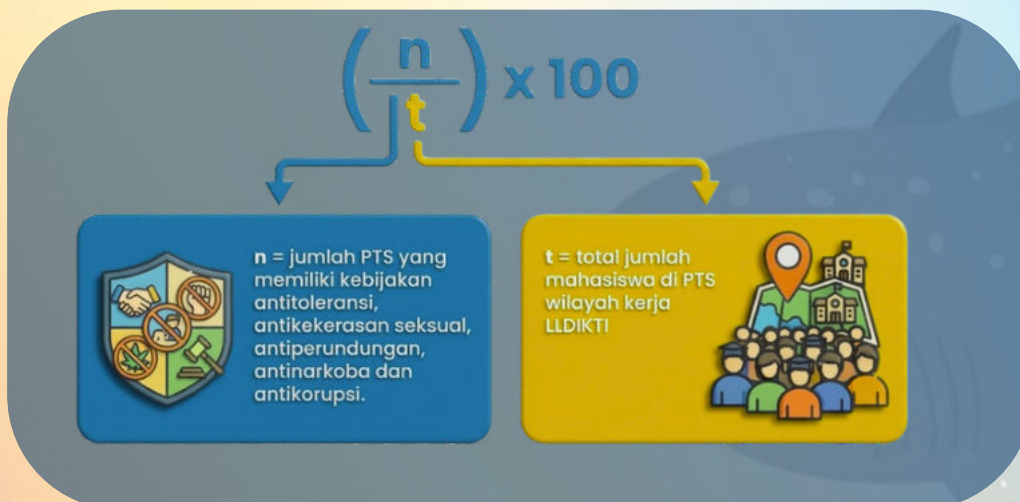 (n/t) x 100
n = jumlah PTS yang
memiliki kebijakan
antitoleransi,
antikekerasan seksual,
antiperundungan,
antinarkoba dan
antikorupsi.
t = total jumlah
mahasiswa di PTS
wilayah kerja
LLDIKTI